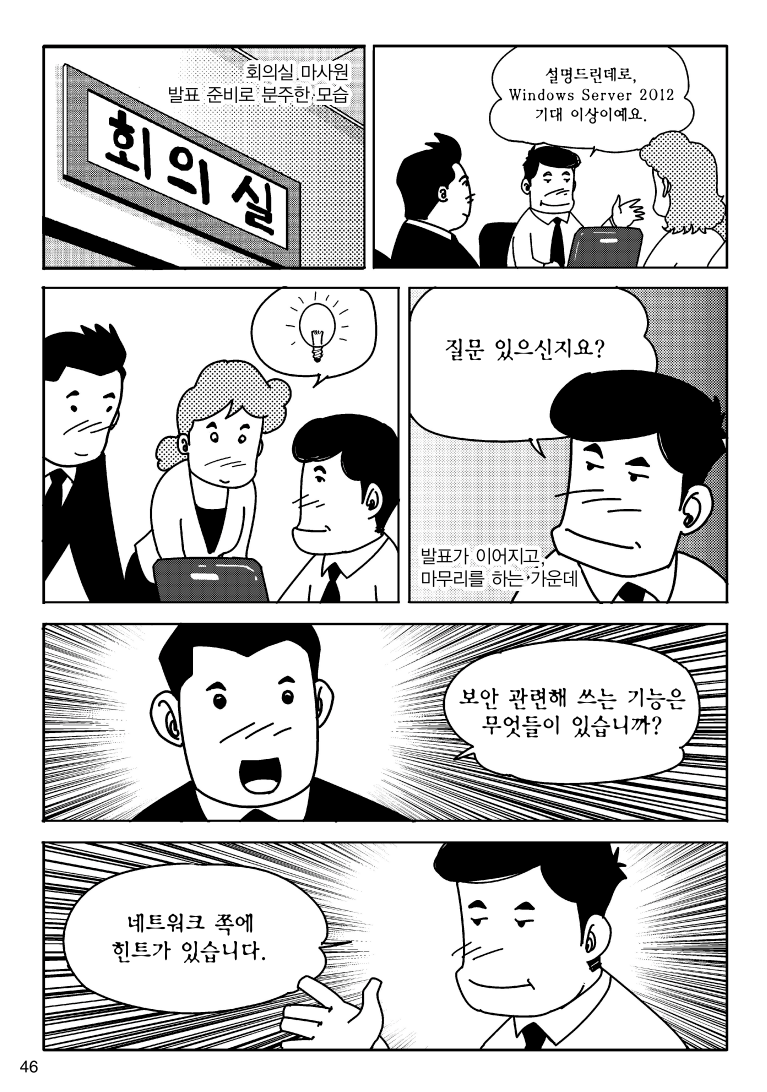 회의실 마사원
발표 준비로 분주한 모습
회의실
설명드린데로,
Windows Server 2012
기대 이상이예요.
질문 있으신지요?
발표가 이어지고,
마무리를 하는 가운데
보안 관련해 쓰는 기능은
무엇들이 있습니까?
네트워크 쪽에
힌트가 있습니다.
46